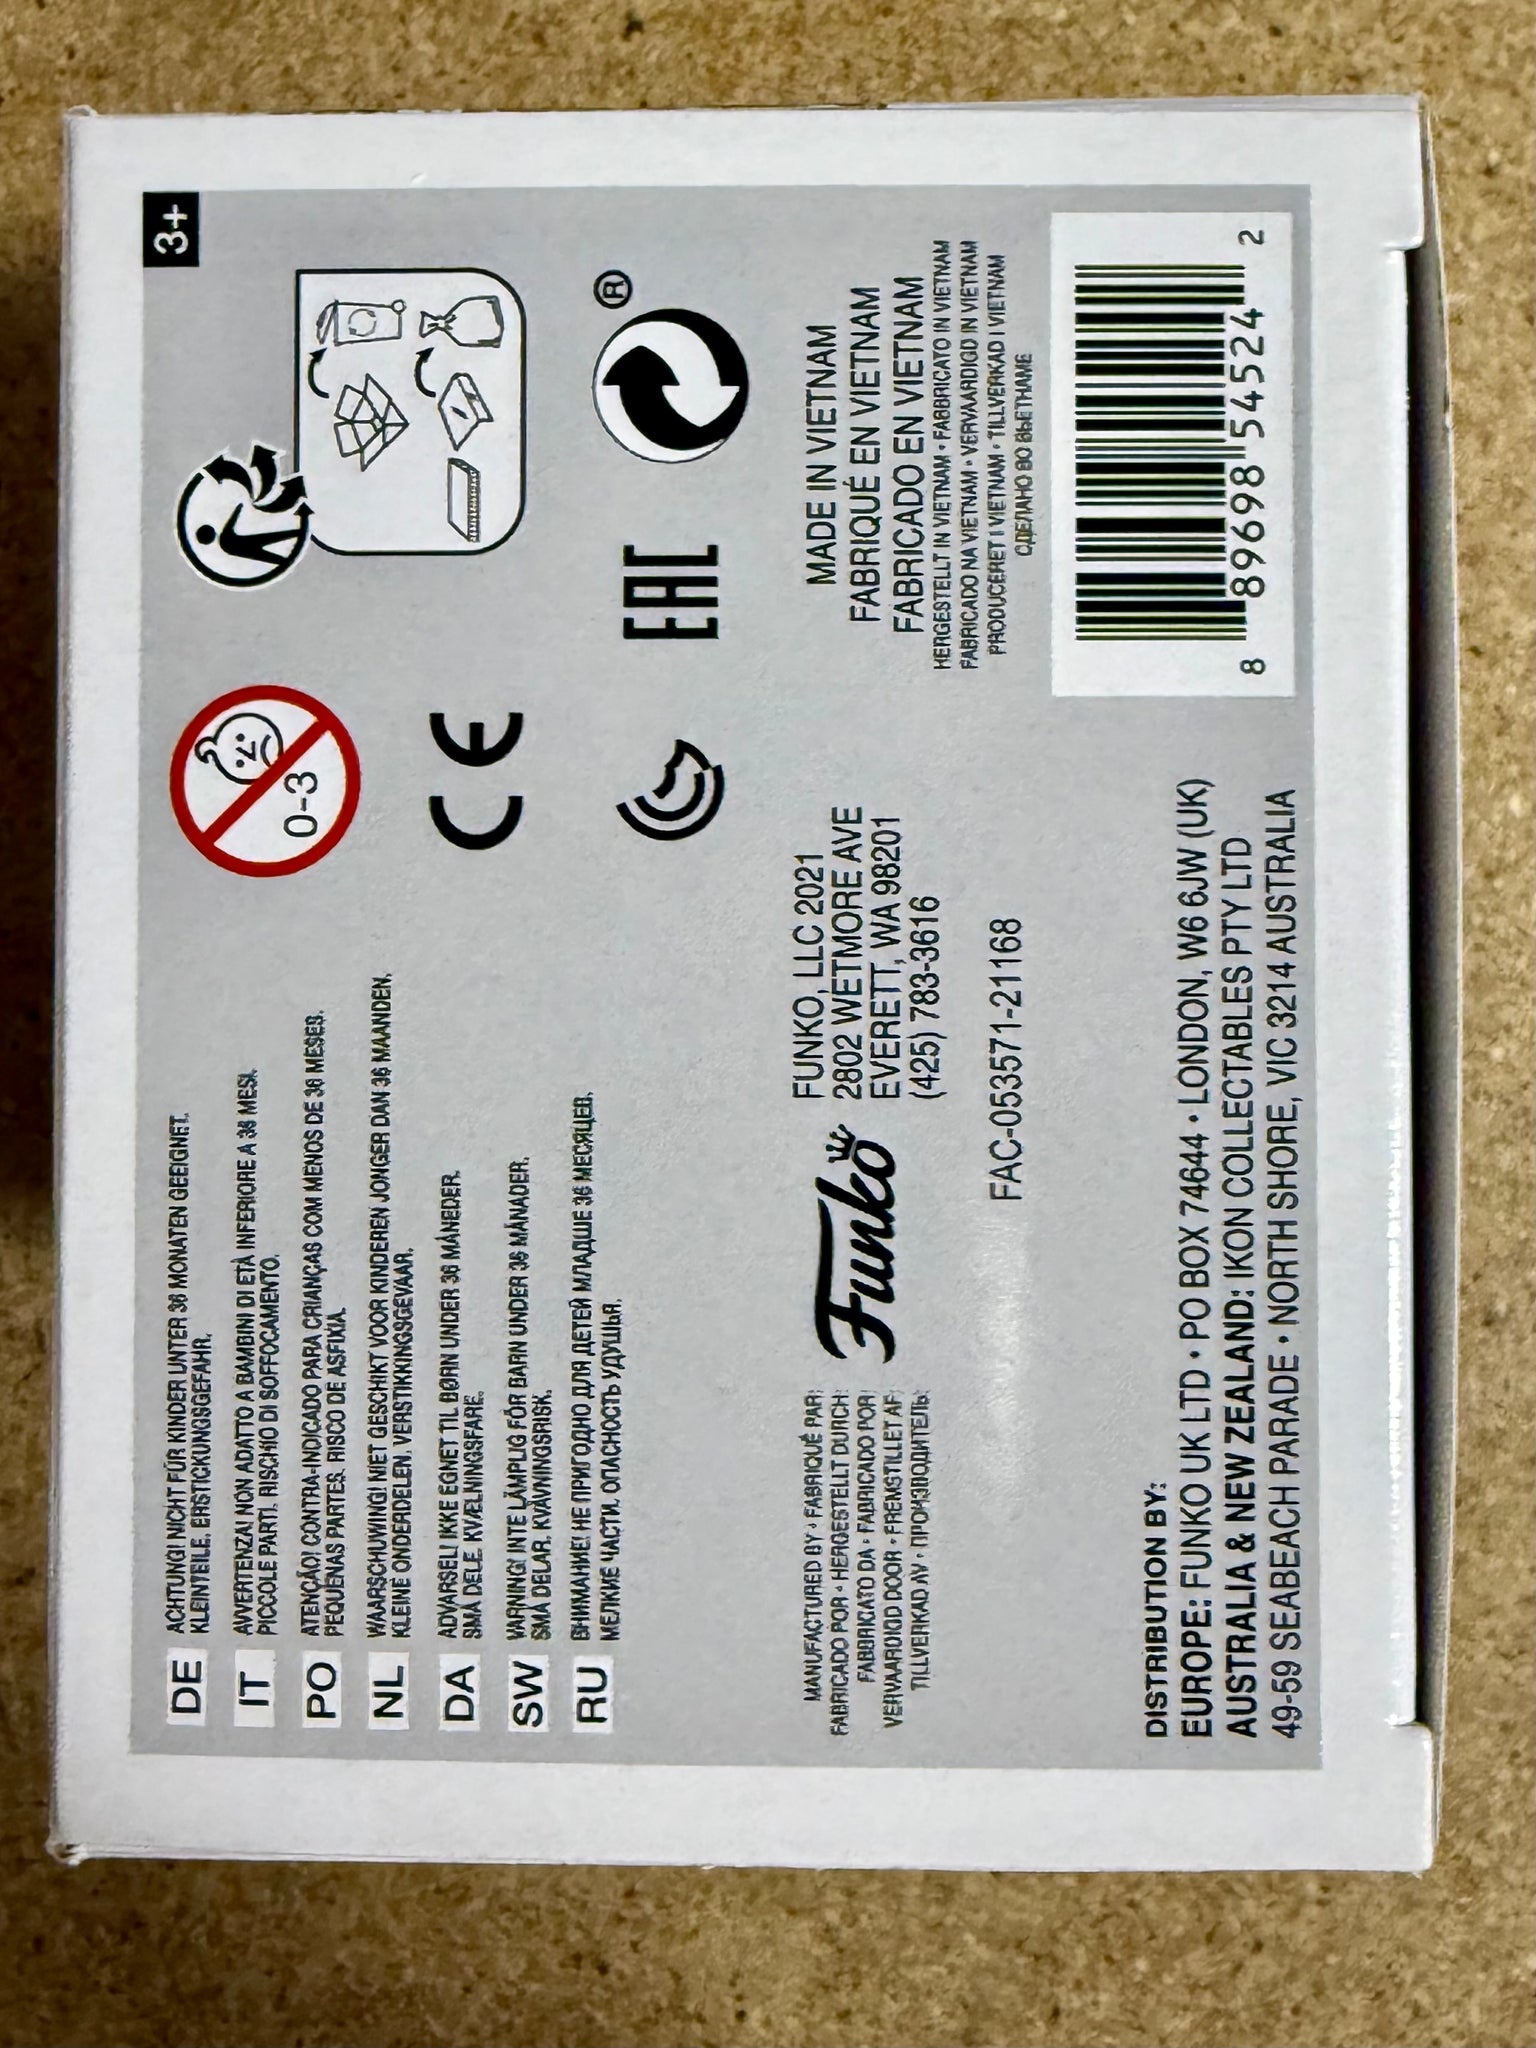 3+
DE
ACHTUNG! NICHT FÜR KINDER UNTER 36 MONATEN GEEIGNET.
KLEINTEILE. ERSTICKUNGSGEFAHR.
IT
AVVERTENZA! NON ADATTO A BAMBINI DI ETÀ INFERIORE A 36 MESI.
PICCOLE PARTI. RISCHIO DI SOFFOCAMENTO.
PO
ATENÇÃO! CONTRA-INDICADO PARA CRIANÇAS COM MENOS DE 36 MESES.
PEQUENAS PARTES. RISCO DE ASFIXIA.
NL
WAARSCHUWING! NIET GESCHIKT VOOR KINDEREN JONGER DAN 36 MAANDEN.
KLEINE ONDERDELEN. VERSTIKKINGSGEVAAR.
DA
ADVARSEL! IKKE EGNET TIL BØRN UNDER 36 MÅNEDER.
SMÅ DELE. KVÆLNINGSFARE.
SW
VARNING! INTE LÄMPLIG FÖR BARN UNDER 36 MÅNADER.
SMÅ DELAR. KVÄVNINGSRISK.
RU
ВНИМАНИЕ! НЕ ПРИГОДНО ДЛЯ ДЕТЕЙ МЛАДШЕ 36 МЕСЯЦЕВ.
МЕЛКИЕ ЧАСТИ. ОПАСНОСТЬ УДУШЬЯ.
0-3
CE
EAC
®
MANUFACTURED BY • FABRIQUÉ PAR:
FABRICADO POR • HERGESTELLT DURCH:
FABBRICATO DA • FABRICADO POR:
VERVAARDIGD DOOR • FREMSTILLET AF:
TILLVERKAD AV • ПРОИЗВОДИТЕЛЬ:
Funko
FUNKO, LLC 2021
2802 WETMORE AVE
EVERETT, WA 98201
(425) 783-3616
FAC-053571-21168
MADE IN VIETNAM
FABRIQUÉ EN VIETNAM
FABRICADO EN VIETNAM
HERGESTELLT IN VIETNAM • FABBRICATO IN VIETNAM
FABRICADO NA VIETNAM • VERVAARDIGD IN VIETNAM
PRODUCERET I VIETNAM • TILLVERKAD I VIETNAM
СДЕЛАНО ВО ВЬЕТНАМЕ
DISTRIBUTION BY:
EUROPE: FUNKO UK LTD • PO BOX 74644 • LONDON, W6 6JW (UK)
AUSTRALIA & NEW ZEALAND: IKON COLLECTABLES PTY LTD
49-59 SEABEACH PARADE • NORTH SHORE, VIC 3214 AUSTRALIA
8 89698 54524 2